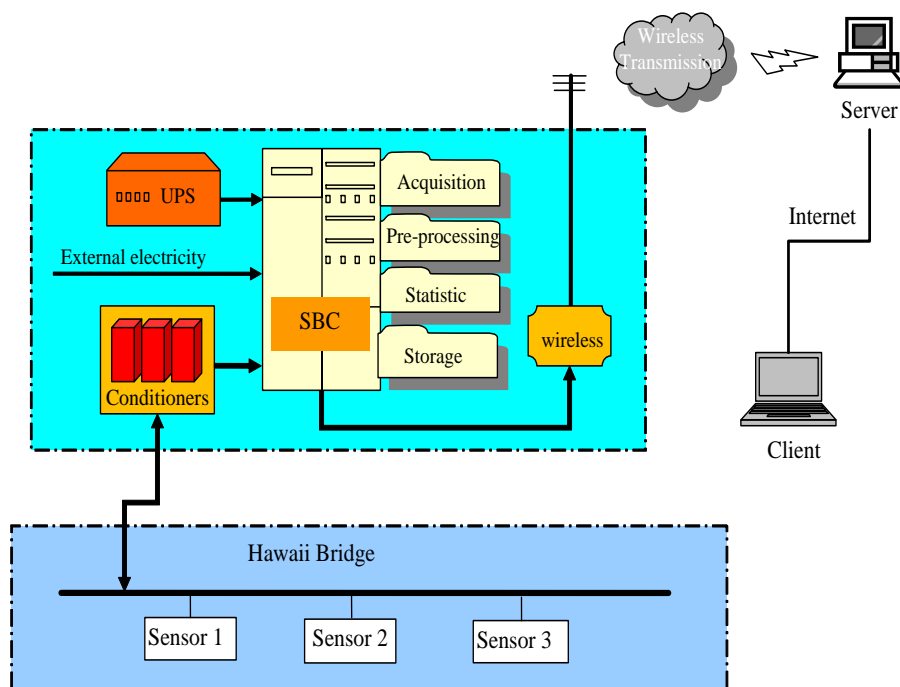 Wireless
Transmission
Server
UPS
Acquisition
Internet
Pre-processing
External electricity
Statistic
SBC
wireless
Storage
Conditioners
Client
Hawaii Bridge
Sensor 1
Sensor 2
Sensor 3